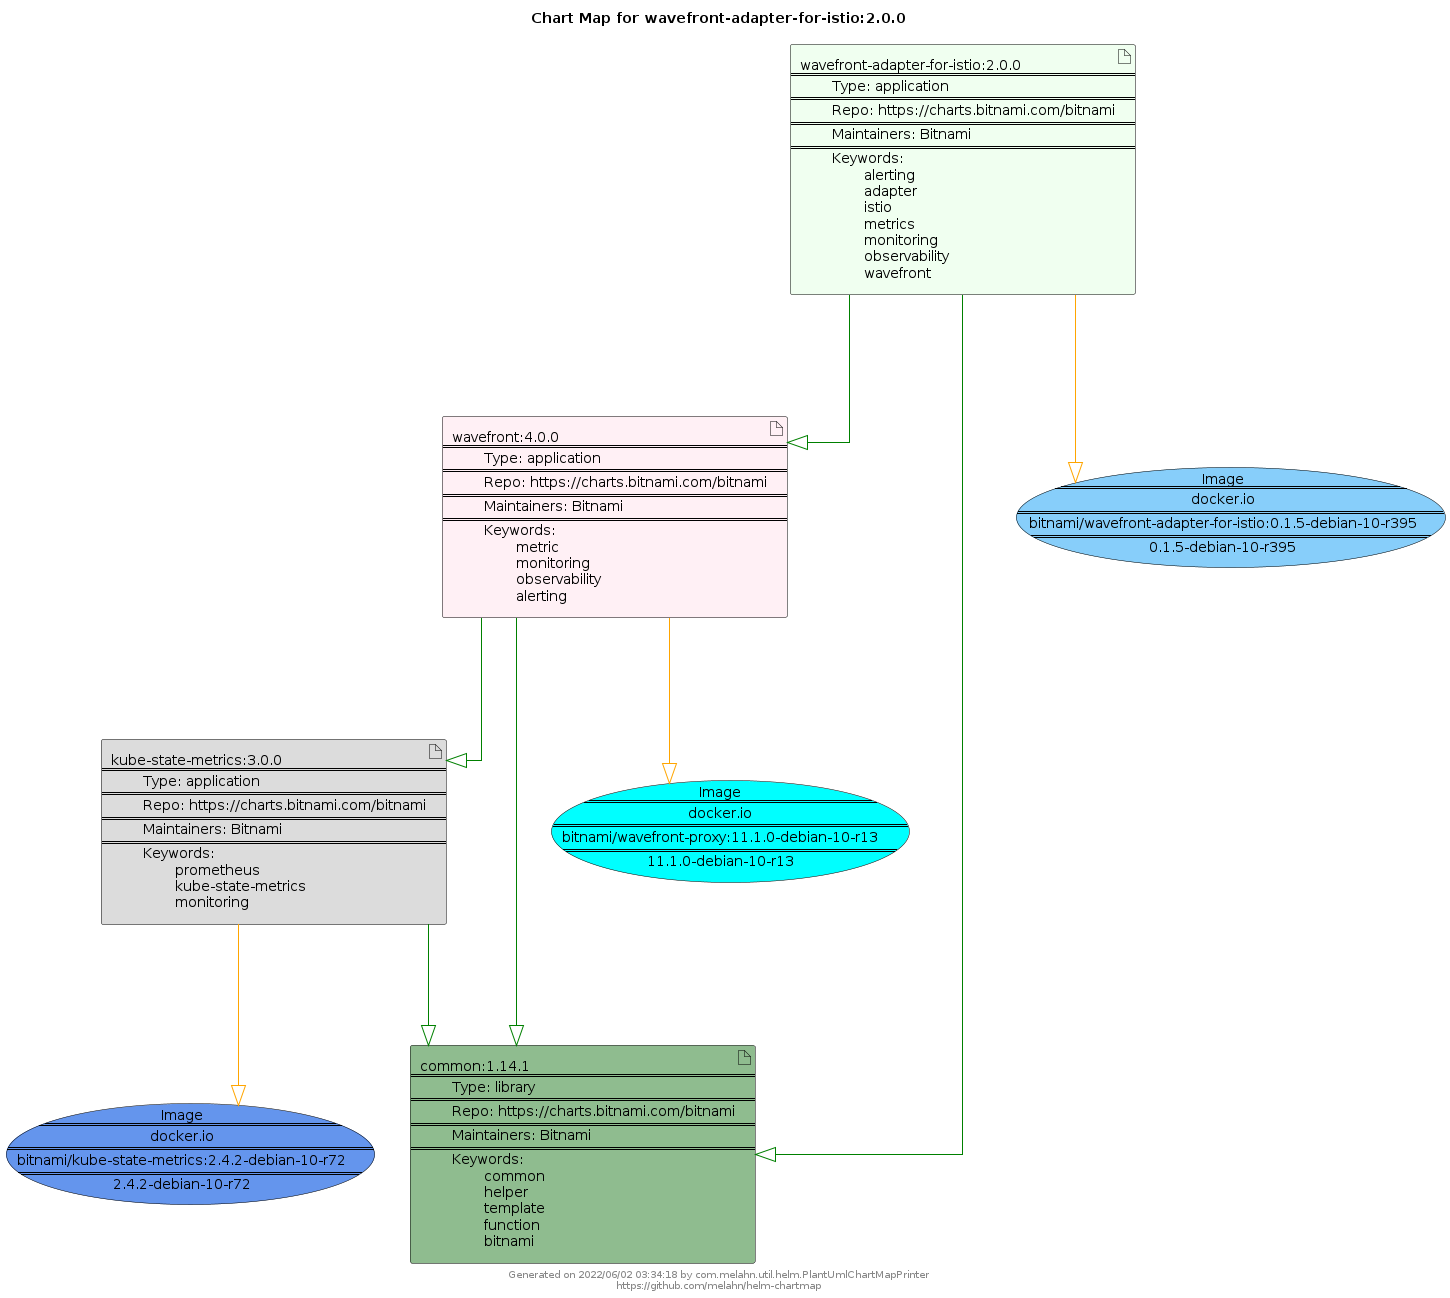 Chart Map for wavefront-adapter-for-istio:2.0.0
wavefront-adapter-for-istio:2.0.0
Type: application
Repo: https://charts.bitnami.com/bitnami
Maintainers: Bitnami
Keywords:
alerting
adapter
istio
metrics
monitoring
observability
wavefront
wavefront:4.0.0
Type: application
Repo: https://charts.bitnami.com/bitnami
Maintainers: Bitnami
Keywords:
metric
monitoring
observability
alerting
Image
docker.io
bitnami/wavefront-adapter-for-istio:0.1.5-debian-10-r395
0.1.5-debian-10-r395
kube-state-metrics:3.0.0
Type: application
Repo: https://charts.bitnami.com/bitnami
Maintainers: Bitnami
Keywords:
prometheus
kube-state-metrics
monitoring
Image
docker.io
bitnami/wavefront-proxy:11.1.0-debian-10-r13
11.1.0-debian-10-r13
Image
docker.io
bitnami/kube-state-metrics:2.4.2-debian-10-r72
2.4.2-debian-10-r72
common:1.14.1
Type: library
Repo: https://charts.bitnami.com/bitnami
Maintainers: Bitnami
Keywords:
common
helper
template
function
bitnami
Generated on 2022/06/02 03:34:18 by com.melahn.util.helm.PlantUmlChartMapPrinter
https://github.com/melahn/helm-chartmap